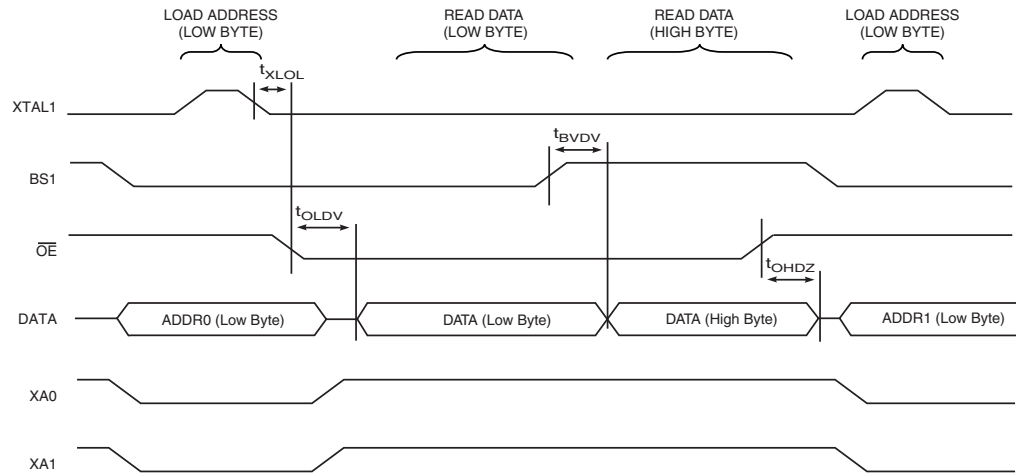 LOAD ADDRESS
(LOW BYTE)
READ DATA
(LOW BYTE)
READ DATA
(HIGH BYTE)
LOAD ADDRESS
(LOW BYTE)
tXLOL
XTAL1
tBVDV
BS1
tOLDV
OE
tOHDZ
DATA
ADDR0 (Low Byte)
DATA (Low Byte)
DATA (High Byte)
ADDR1 (Low Byte)
XA0
XA1